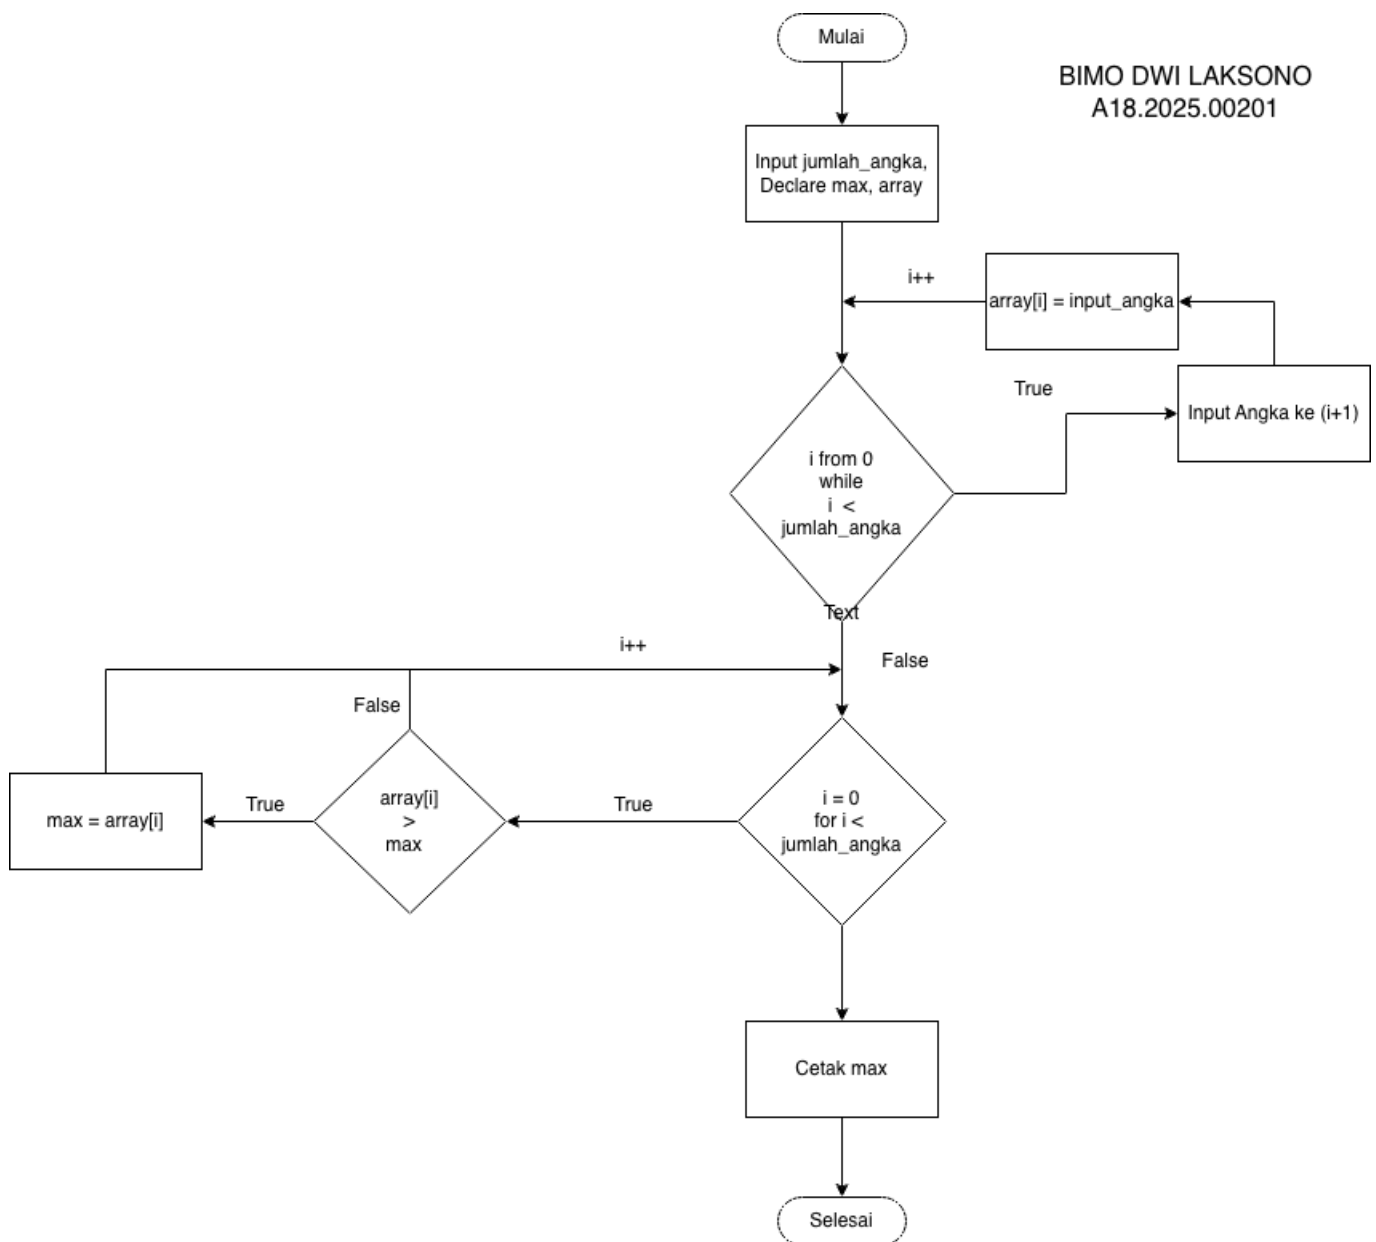 Mulai
BIMO DWI LAKSONO
A18.2025.00201
Input jumlah_angka,
Declare max, array
i++
array[i] = input_angka
True
Input Angka ke (i+1)
i from 0
while
i <
jumlah_angka
Text
i++
False
False
array[i]
>
max
True
max = array[i]
True
i = 0
for i <
jumlah_angka
Cetak max
Selesai